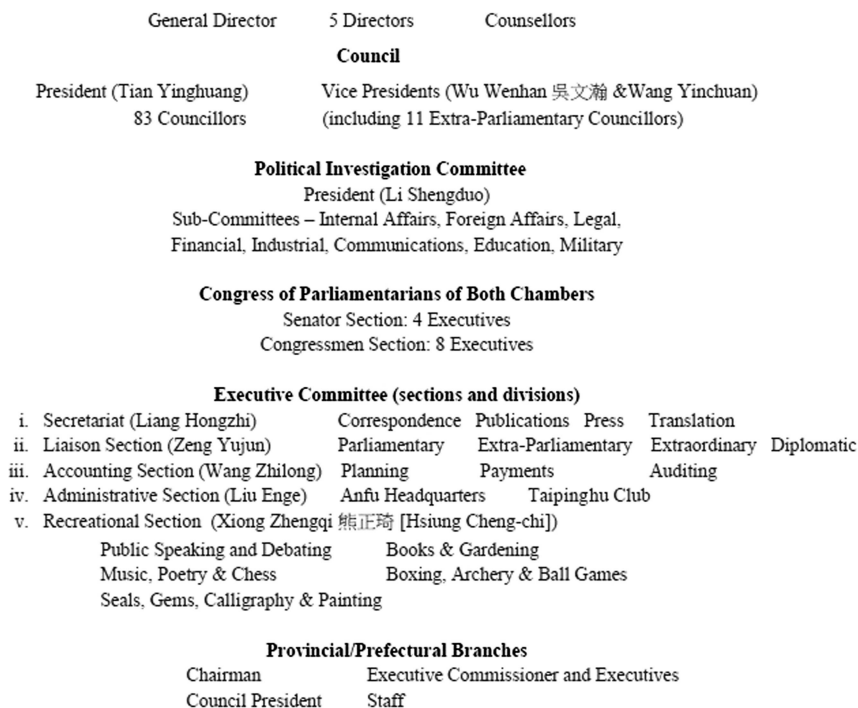 General Director 5 Directors Counsellors
Council
President (Tian Yinghuang) Vice Presidents (Wu Wenhan 吳文瀚 &Wang Yinchuan)
83 Councillors (including 11 Extra-Parliamentary Councillors)
Political Investigation Committee
President (Li Shengduo)
Sub-Committees – Internal Affairs, Foreign Affairs, Legal,
Financial, Industrial, Communications, Education, Military
Congress of Parliamentarians of Both Chambers
Senator Section: 4 Executives
Congressmen Section: 8 Executives
Executive Committee (sections and divisions)
i. Secretariat (Liang Hongzhi) Correspondence Publications Press Translation
ii. Liaison Section (Zeng Yujun) Parliamentary Extra-Parliamentary Extraordinary Diplomatic
iii. Accounting Section (Wang Zhilong) Planning Payments Auditing
iv. Administrative Section (Liu Enge) Anfu Headquarters Taipinghu Club
v. Recreational Section (Xiong Zhengqi 熊正琦 [Hsiung Cheng-chi])
Public Speaking and Debating Books & Gardening
Music, Poetry & Chess Boxing, Archery & Ball Games
Seals, Gems, Calligraphy & Painting
Provincial/Prefectural Branches
Chairman Executive Commissioner and Executives
Council President Staff